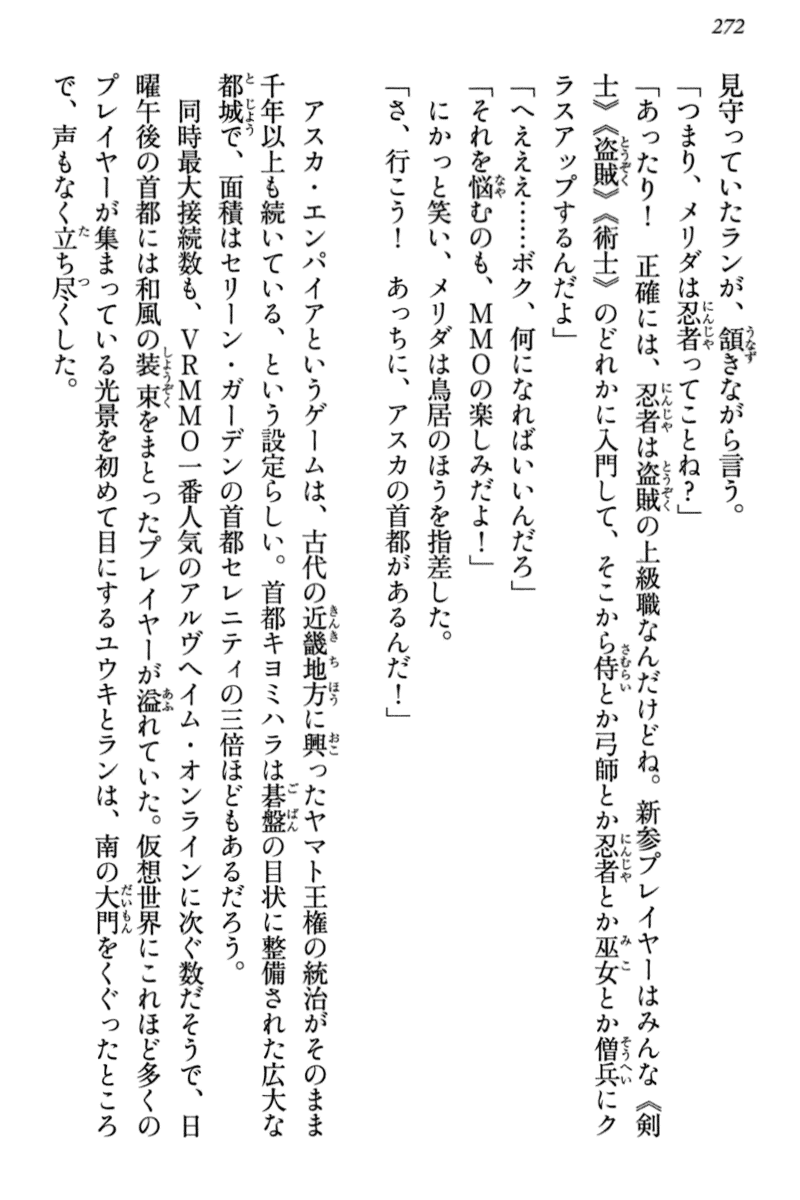 272
見守っていたランが、頷きながら言う。
「つまり、メリダは忍者ってことね?」
「あったり! 正確には、忍者は盗賊の上級職なんだけどね。新参プレイヤーはみんな《剣
士》《盗賊》《術士》のどれかに入門して、そこから侍とか弓師とか忍者とか巫女とか僧兵にク
ラスアップするんだよ」
「へえええ……ボク、何になればいいんだろ」
「それを悩むのも、MMOの楽しみだよ!」
にかっと笑い、メリダは鳥居のほうを指差した。
「さ、行こう! あっちに、アスカの首都があるんだ!」
アスカ・エンパイアというゲームは、古代の近畿地方に興ったヤマト王権の統治がそのまま
千年以上も続いている、という設定らしい。首都キヨミハラは碁盤の目状に整備された広大な
都城で、面積はセリーン・ガーデンの首都セレニティの三倍ほどもあるだろう。
同時最大接続数も、VRMMO一番人気のアルヴヘイム・オンラインに次ぐ数だそうで、日
曜午後の首都には和風の装束をまとったプレイヤーが溢れていた。仮想世界にこれほど多くの
プレイヤーが集まっている光景を初めて目にするユウキとランは、南の大門をくぐったところ
で、声もなく立ち尽くした。